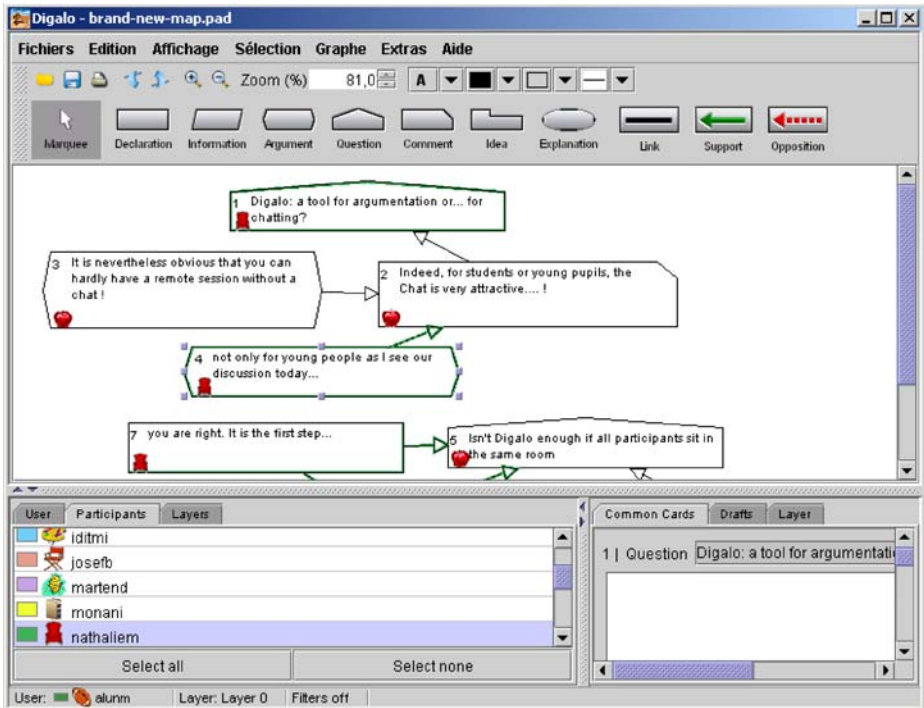 Digalo - brand-new-map.pad
Fichiers Edition Affichage Sélection Graphe Extras Aide
Zoom (%) 81,0 A
Marquee Declaration Information Argument Question Comment Idea Explanation Link Support Opposition
1 Digalo: a tool for argumentation or... for
chatting?
3 It is nevertheless obvious that you can
hardly have a remote session without a
chat !
2 Indeed, for students or young pupils, the
Chat is very attractive.... !
4 not only for young people as I see our
discussion today...
7 you are right. It is the first step...
5 Isn't Digalo enough if all participants sit in
the same room
User Participants Layers
iditmi
josefb
martend
monani
nathaliem
Select all Select none
Common Cards Drafts Layer
1 | Question Digalo: a tool for argumentati
User: alunm Layer: Layer 0 Filters off